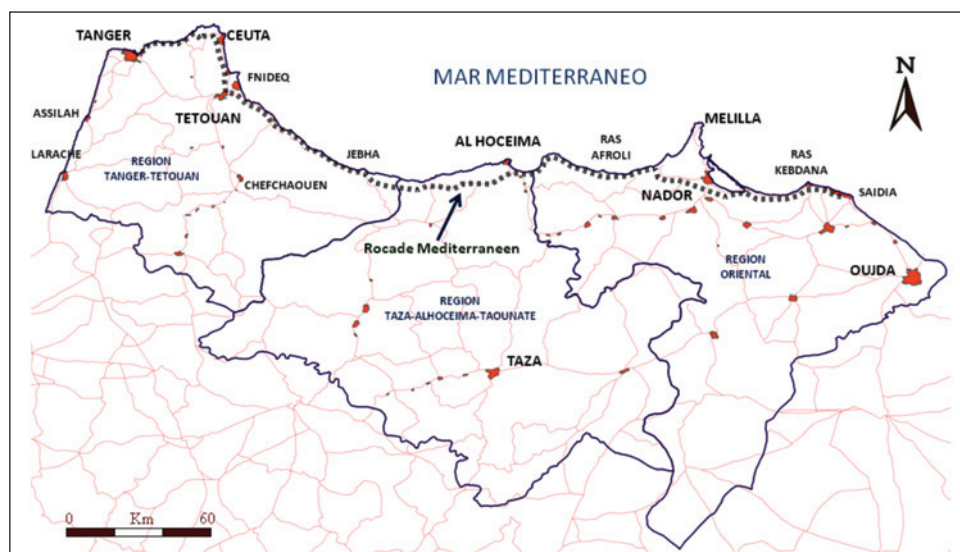 TANGER
CEUTA
MAR MEDITERRANEO
N
FNIDEQ
ASSILAH
TETOUAN
MELILLA
AL HOCEIMA
RAS
AFROLI
JEBHA
RAS
KEBDANA
LARACHE
REGION
TANGER-TETOUAN
CHEFCHAOUEN
NADOR
SAIDIA
Rocade Mediterraneen
REGION
ORIENTAL
OUJDA
REGION
TAZA-ALHOCEIMA-TAOUNATE
TAZA
0 Km 60